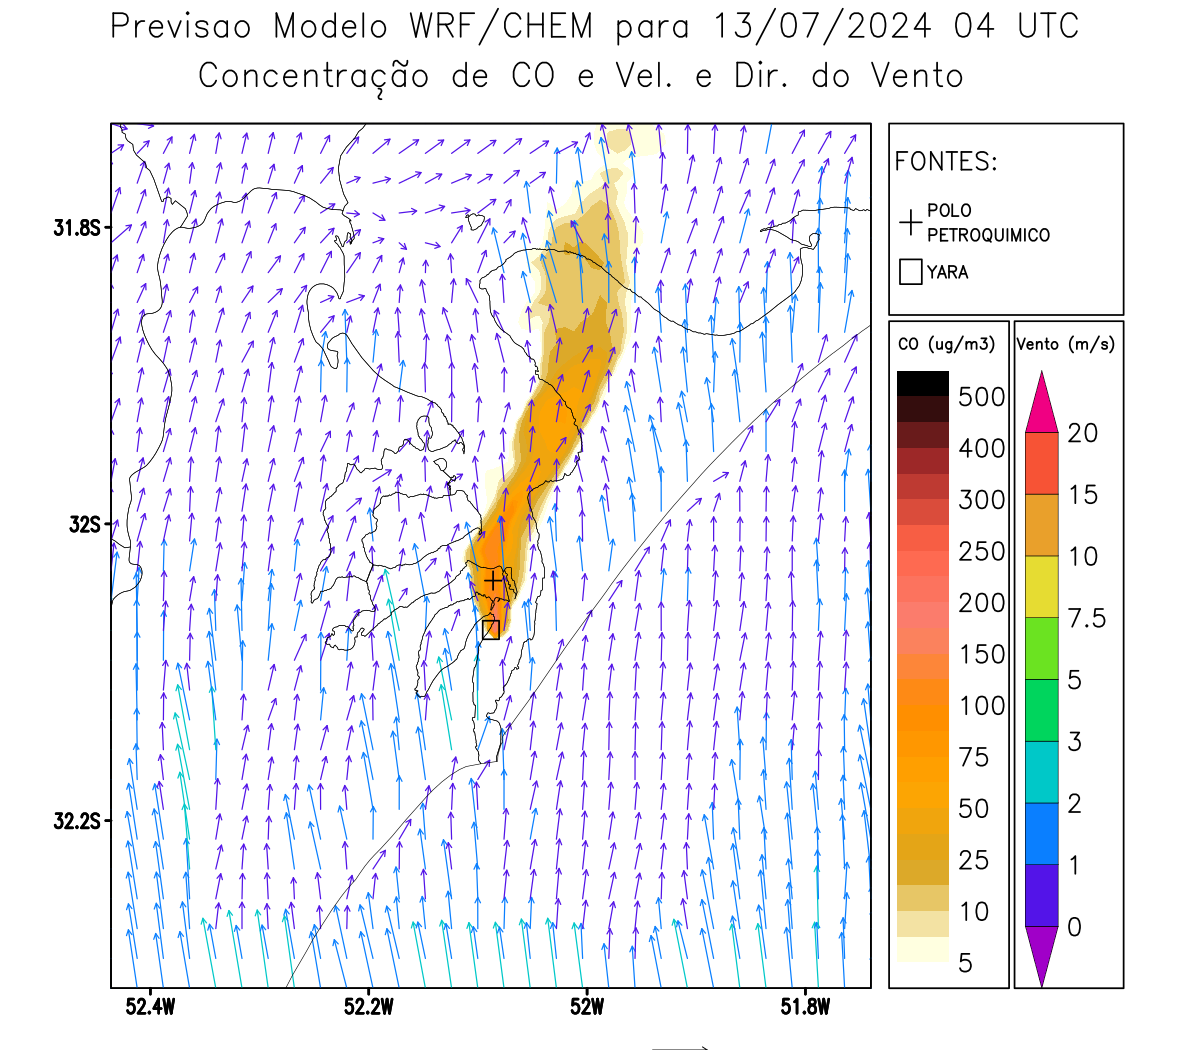 Previsao Modelo WRF/CHEM para 13/07/2024 04 UTC
Concentração de CO e Vel. e Dir. do Vento
FONTES:
POLO
PETROQUIMICO
YARA
CO (ug/m3)
500
400
300
250
200
150
100
75
50
25
10
5
Vento (m/s)
20
15
10
7.5
5
3
2
1
0
31.8S
32S
32.2S
52.4W
52.2W
52W
51.8W